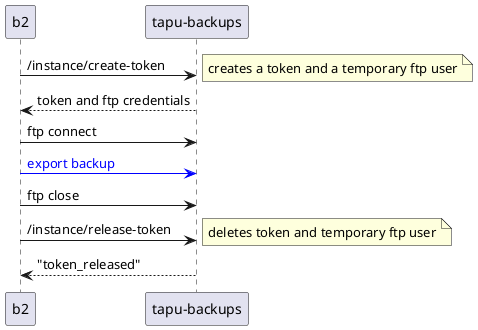 b2
tapu-backups
/instance/create-token
creates a token and a temporary ftp user
token and ftp credentials
ftp connect
export backup
ftp close
/instance/release-token
deletes token and temporary ftp user
"token_released"
b2
tapu-backups